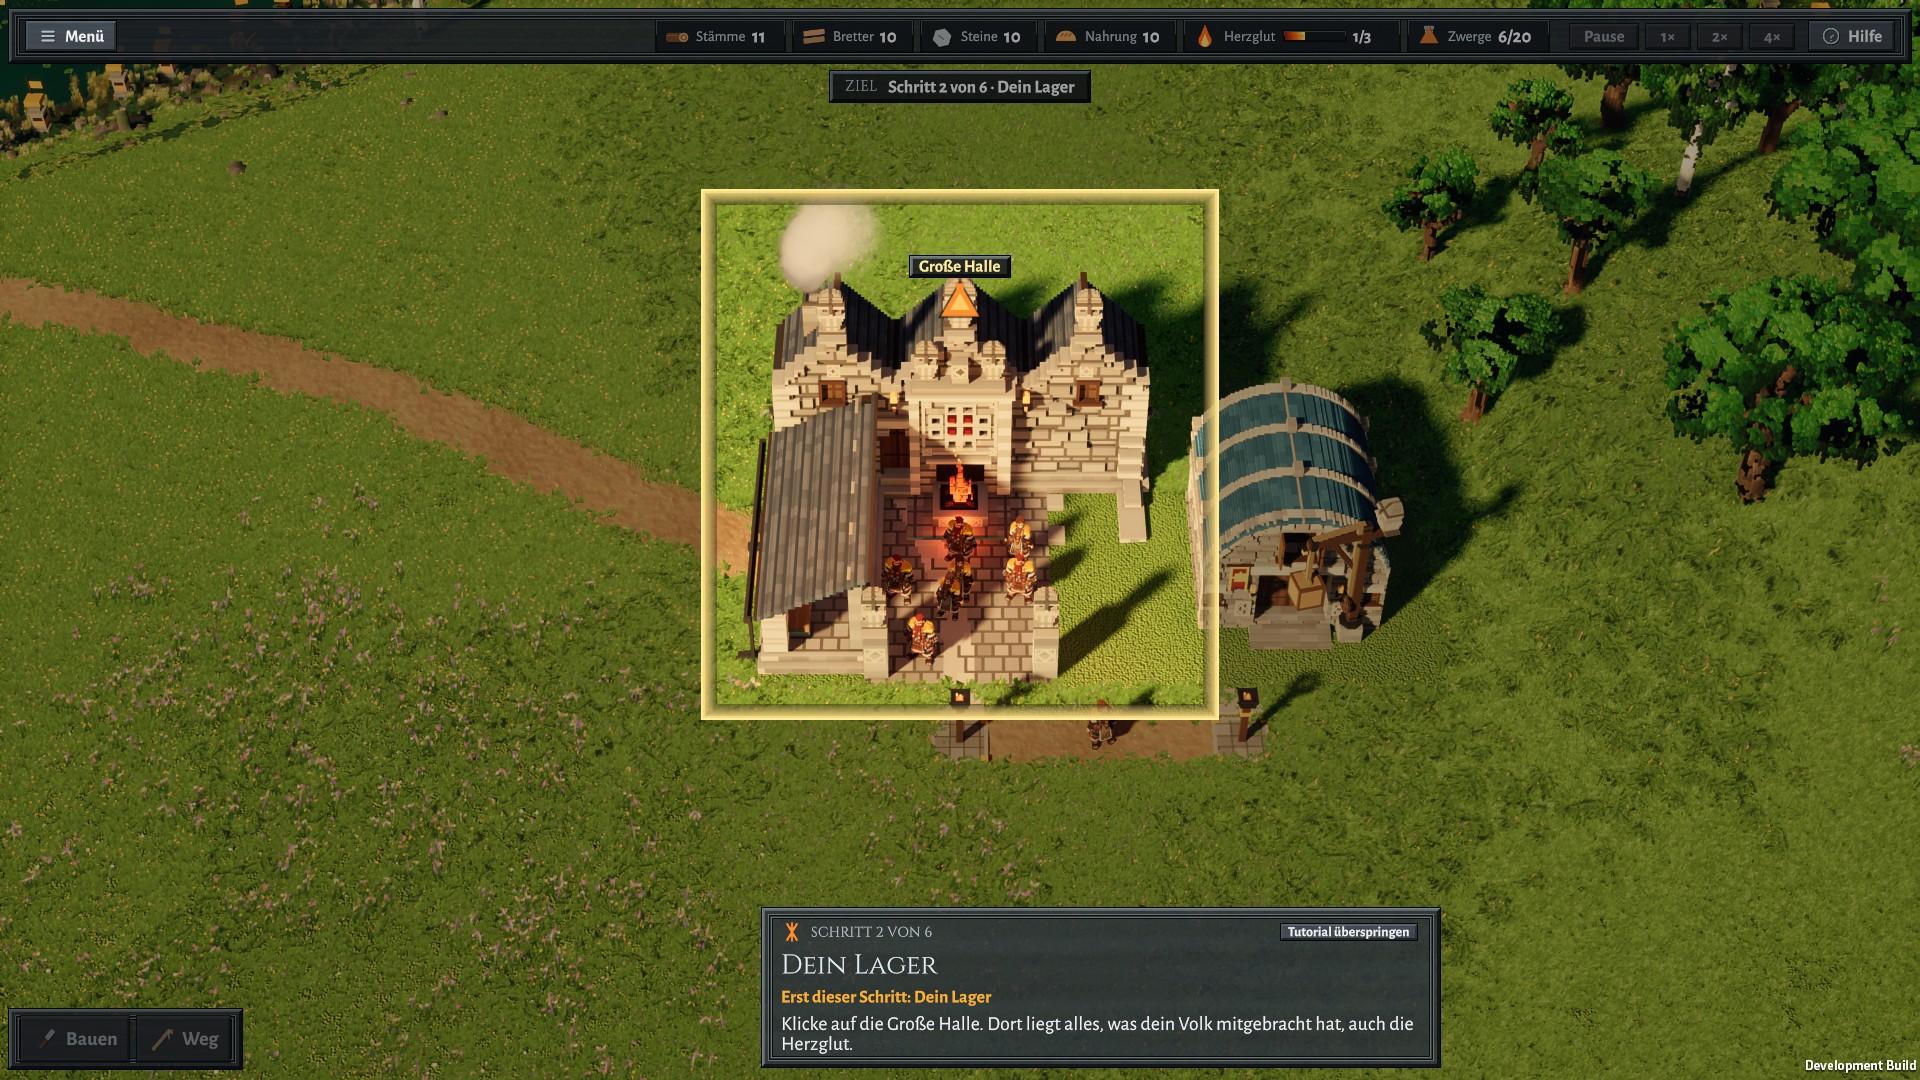 Menü
Stämme 11
Bretter 10
Steine 10
Nahrung 10
Herzglut 1/3
Zwerge 6/20
Pause
1×
2×
4×
Hilfe
ZIEL Schritt 2 von 6 · Dein Lager
Große Halle
SCHRITT 2 VON 6
Tutorial überspringen
DEIN LAGER
Erst dieser Schritt: Dein Lager
Klicke auf die Große Halle. Dort liegt alles, was dein Volk mitgebracht hat, auch die
Herzglut.
Bauen
Weg
Development Build